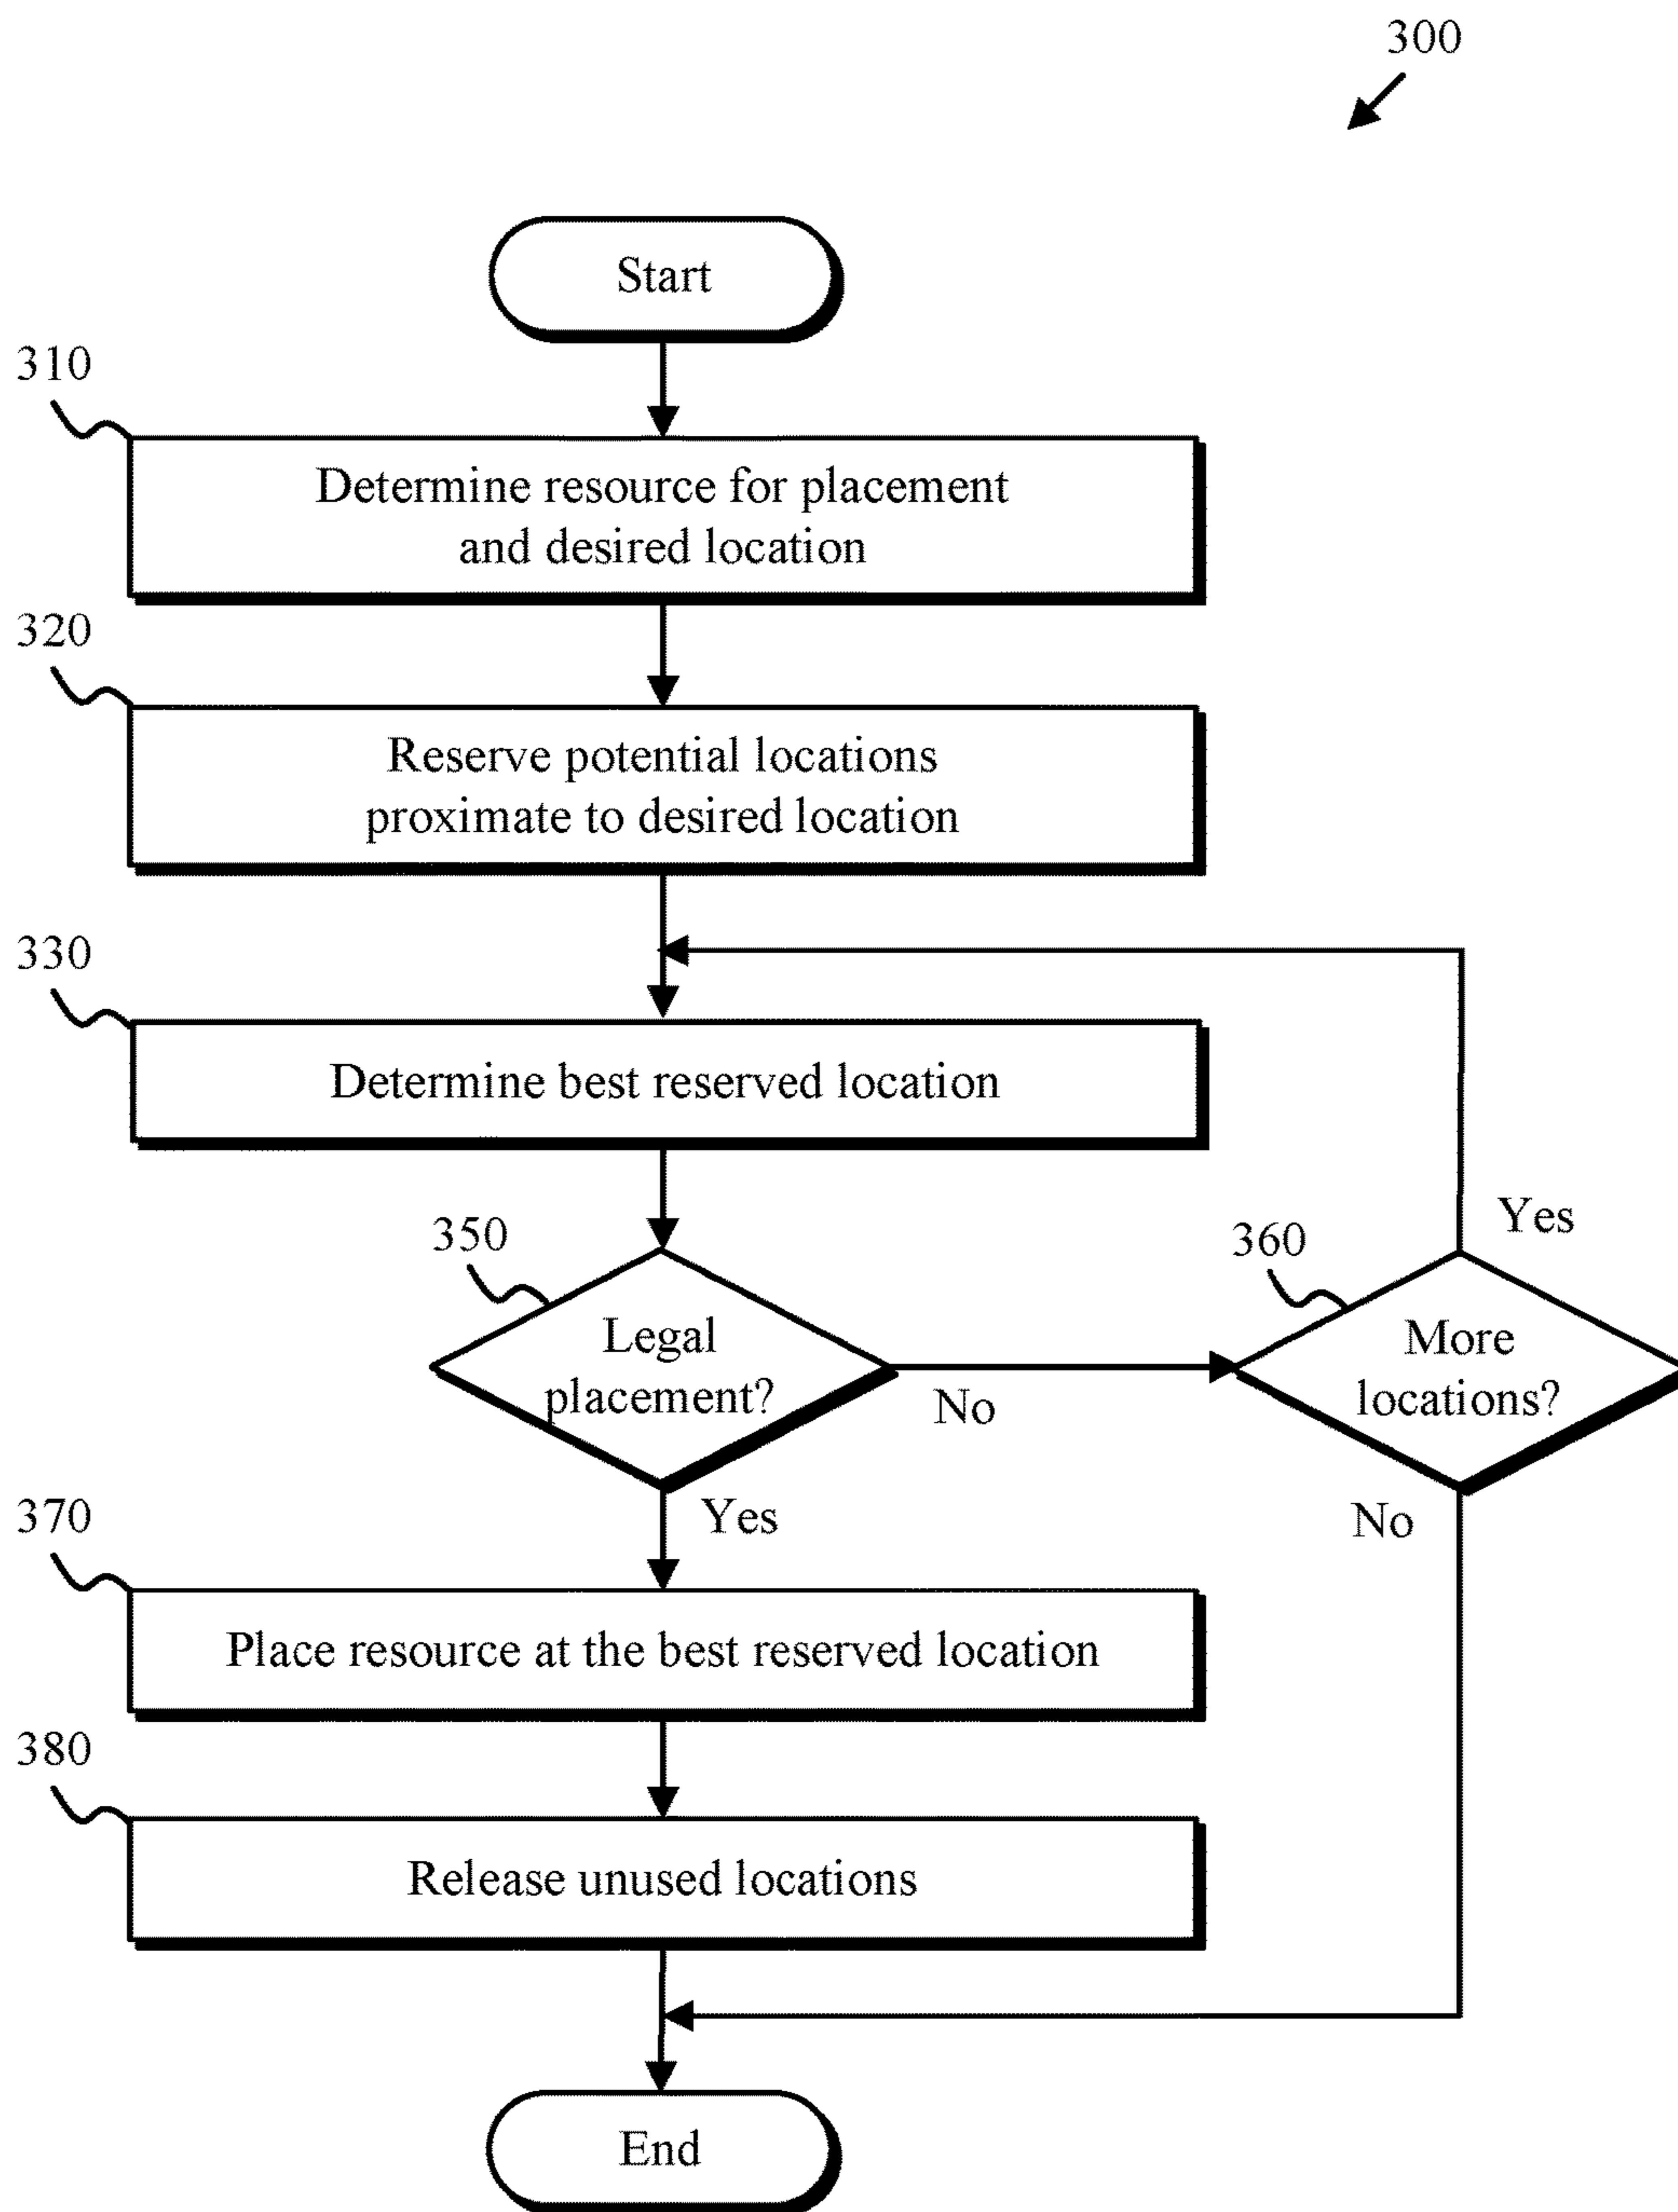 300
Start
310
Determine resource for placement
and desired location
320
Reserve potential locations
proximate to desired location
330
Determine best reserved location
350
Legal
placement?
No
Yes
360
More
locations?
Yes
No
370
Place resource at the best reserved location
380
Release unused locations
End